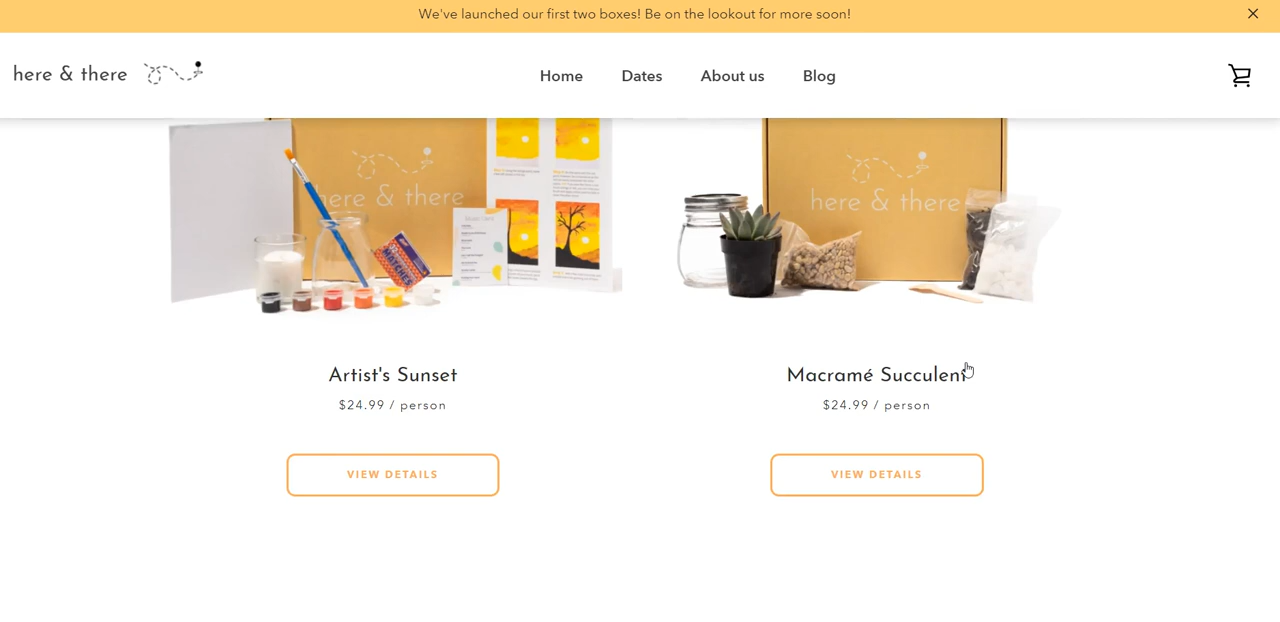 We've launched our first two boxes! Be on the lookout for more soon!
here & there
Home
Dates
About us
Blog
here & there
MATCHES
here & there
Artist's Sunset
Macramé Succulent
$24.99 / person
$24.99 / person
VIEW DETAILS
VIEW DETAILS